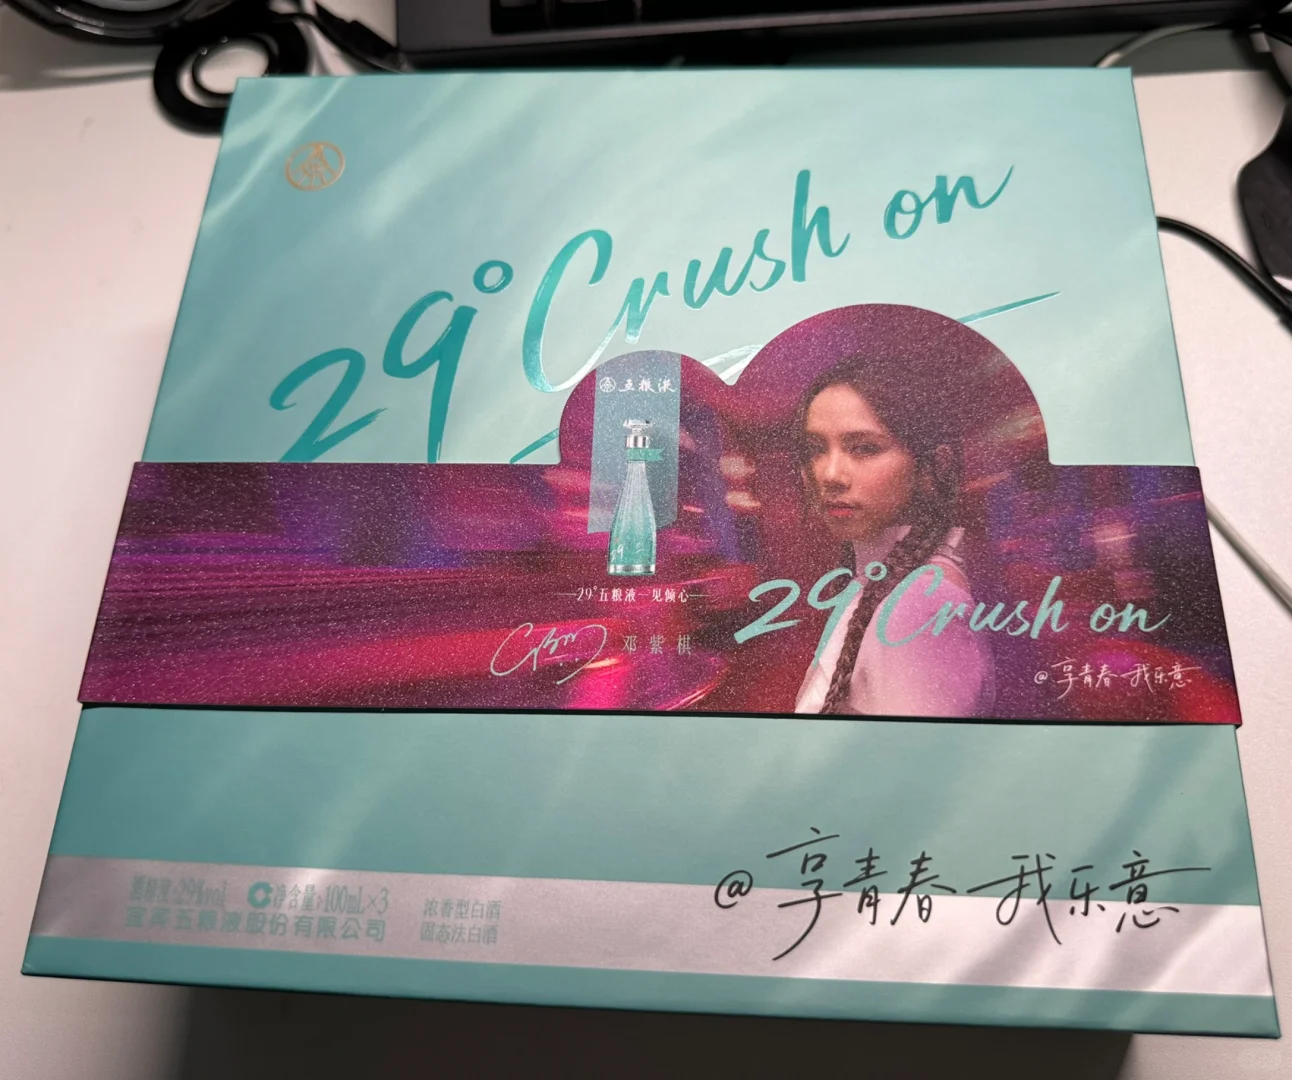 29° Crush on
五粮液
29
29°五粮液一见倾心
GEM 邓紫棋
29° Crush on
@享青春 我乐意
酒精度:29%vol 净含量:100mL×3
宜宾五粮液股份有限公司
浓香型白酒
固态法白酒
@享青春 我乐意